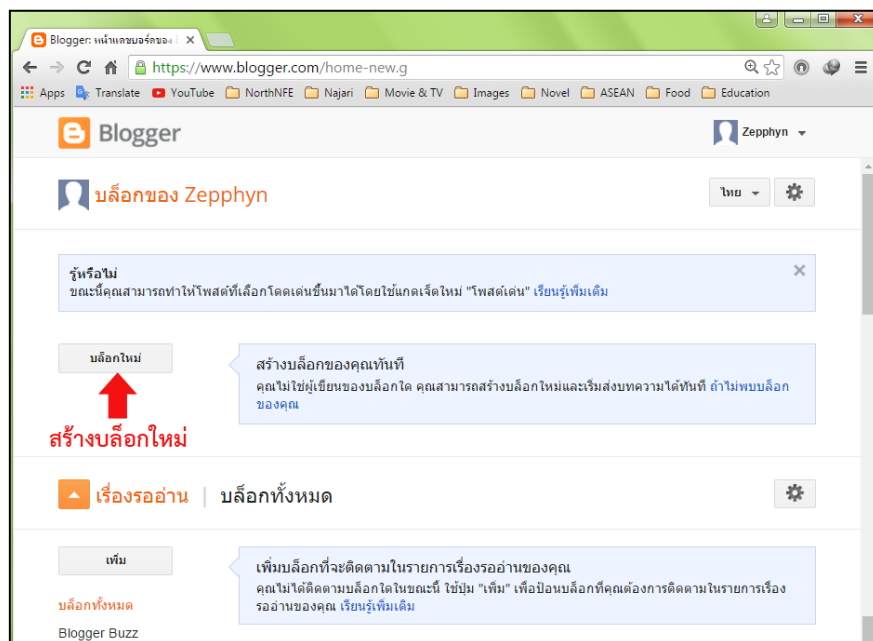 Blogger: หน้าแดชบอร์ดของ
https://www.blogger.com/home-new.g
Apps Translate YouTube NorthNFE Najari Movie & TV Images Novel ASEAN Food Education
Blogger
Zepphyn
บล็อกของ Zepphyn
ไทย
รู้หรือไม่
ขณะนี้คุณสามารถทำให้โพสต์ที่เลือกโดดเด่นขึ้นมาได้โดยใช้แกดเจ็ตใหม่ "โพสต์เด่น" เรียนรู้เพิ่มเติม
บล็อกใหม่
สร้างบล็อกของคุณทันที
คุณไม่ใช่ผู้เขียนของบล็อกใด คุณสามารถสร้างบล็อกใหม่และเริ่มส่งบทความได้ทันที ถ้าไม่พบบล็อก
ของคุณ
สร้างบล็อกใหม่
เรื่องรออ่าน | บล็อกทั้งหมด
เพิ่ม
เพิ่มบล็อกที่จะติดตามในรายการเรื่องรออ่านของคุณ
คุณไม่ได้ติดตามบล็อกใดในขณะนี้ ใช้ปุ่ม "เพิ่ม" เพื่อป้อนบล็อกที่คุณต้องการติดตามในรายการเรื่อง
รออ่านของคุณ เรียนรู้เพิ่มเติม
บล็อกทั้งหมด
Blogger Buzz